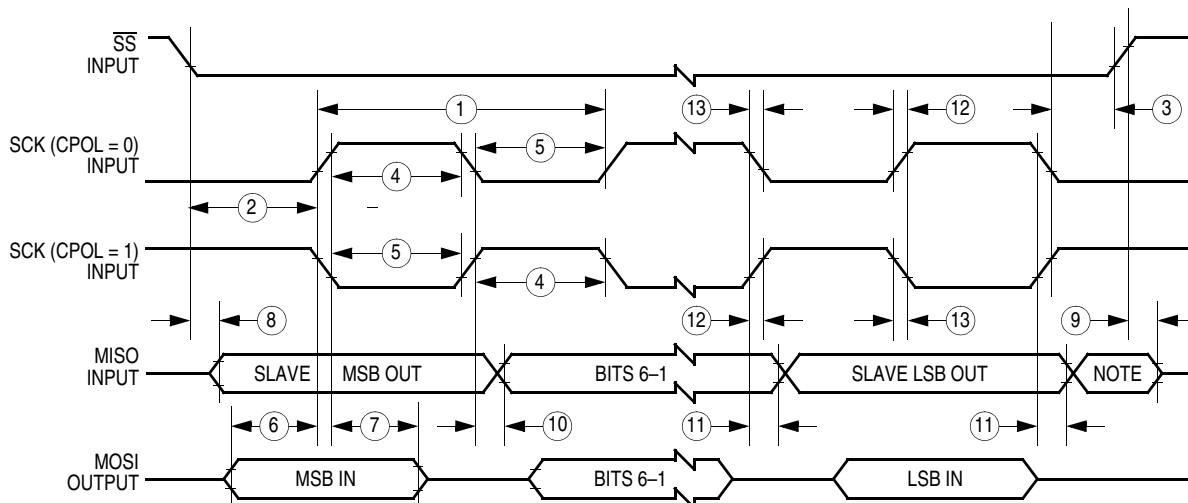 SS
INPUT
1
13
12
3
SCK (CPOL = 0)
INPUT
5
4
2
SCK (CPOL = 1)
INPUT
5
4
8
12
13
9
MISO
INPUT
SLAVE MSB OUT
BITS 6–1
SLAVE LSB OUT
NOTE
6
7
10
11
11
MOSI
OUTPUT
MSB IN
BITS 6–1
LSB IN